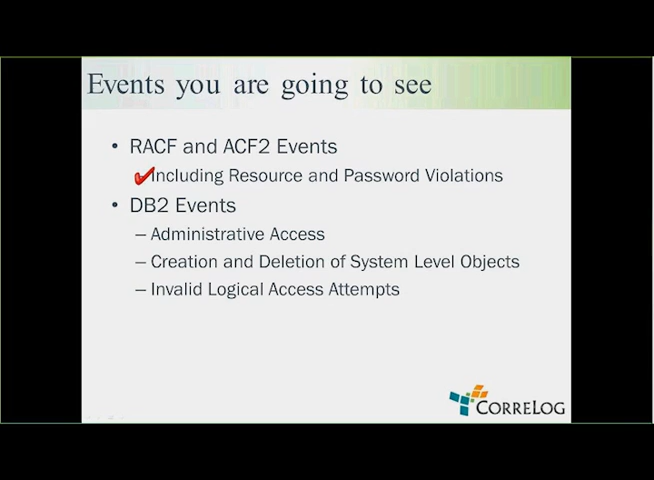 Events you are going to see
• RACF and ACF2 Events
Including Resource and Password Violations
• DB2 Events
– Administrative Access
– Creation and Deletion of System Level Objects
– Invalid Logical Access Attempts
CORRELOG